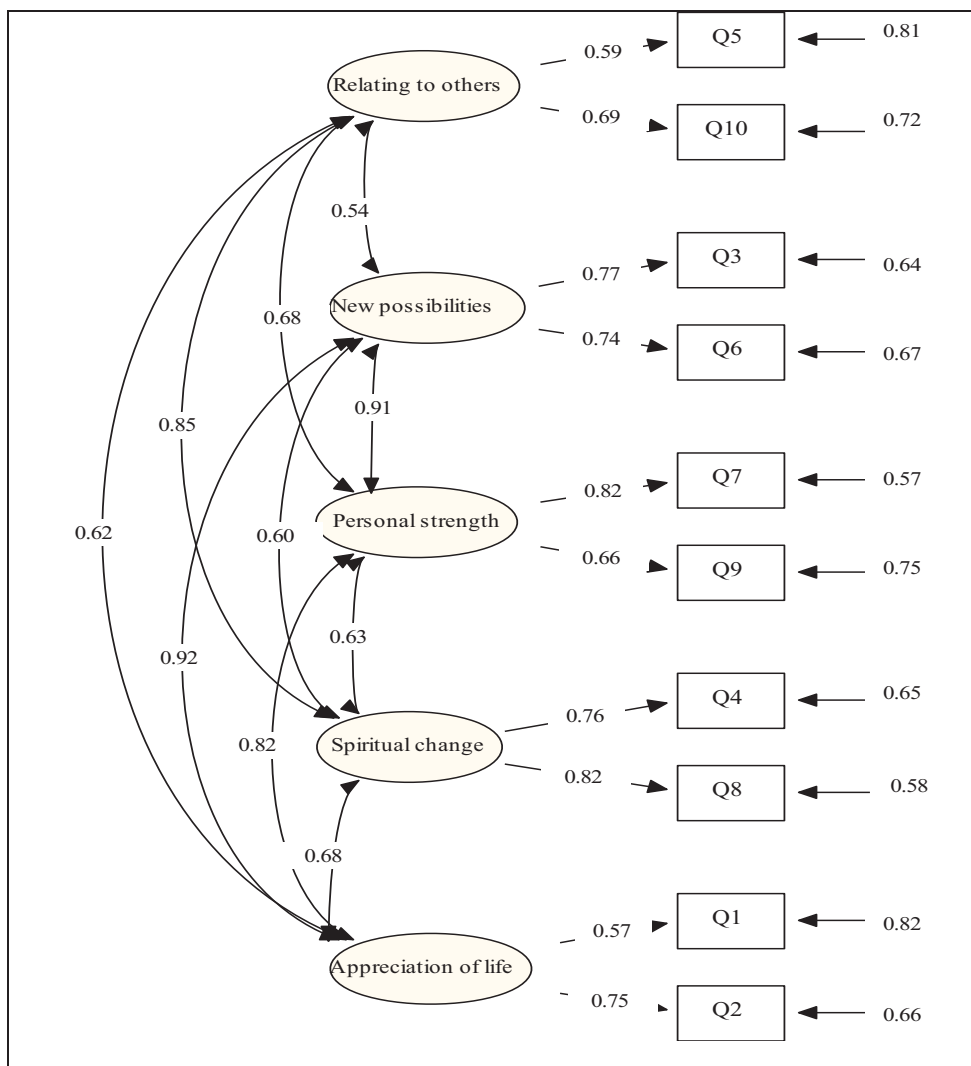 Q5
0.81
0.59
Relating to others
0.69
Q10
0.72
0.54
Q3
0.77
0.64
New possibilities
0.68
0.74
Q6
0.67
0.91
0.85
Q7
0.82
0.57
Personal strength
0.62
0.60
0.66
Q9
0.75
0.63
0.92
Q4
0.65
0.76
0.82
Spiritual change
0.82
Q8
0.58
0.68
Q1
0.57
0.82
Appreciation of life
0.75
Q2
0.66